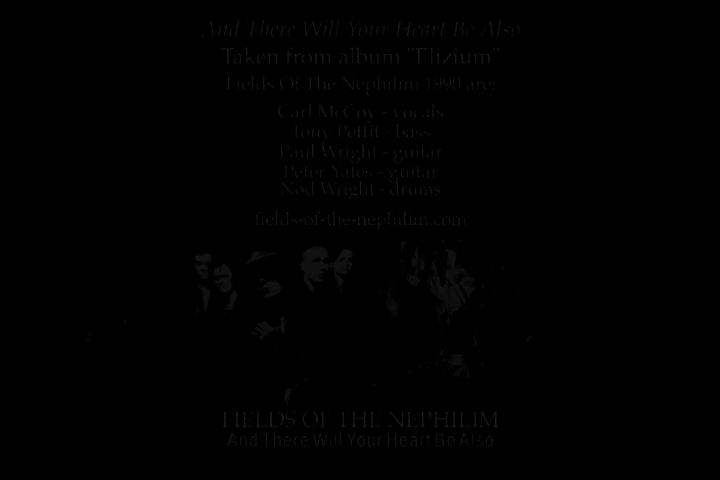 And There Will Your Heart Be Also
Taken from album "Elizium"
Fields Of The Nephilim 1990 are:
Carl McCoy - vocals
Tony Pettit - bass
Paul Wright - guitar
Peter Yates - guitar
Nod Wright - drums
fields-of-the-nephilim.com
FIELDS OF THE NEPHILIM
And There Will Your Heart Be Also